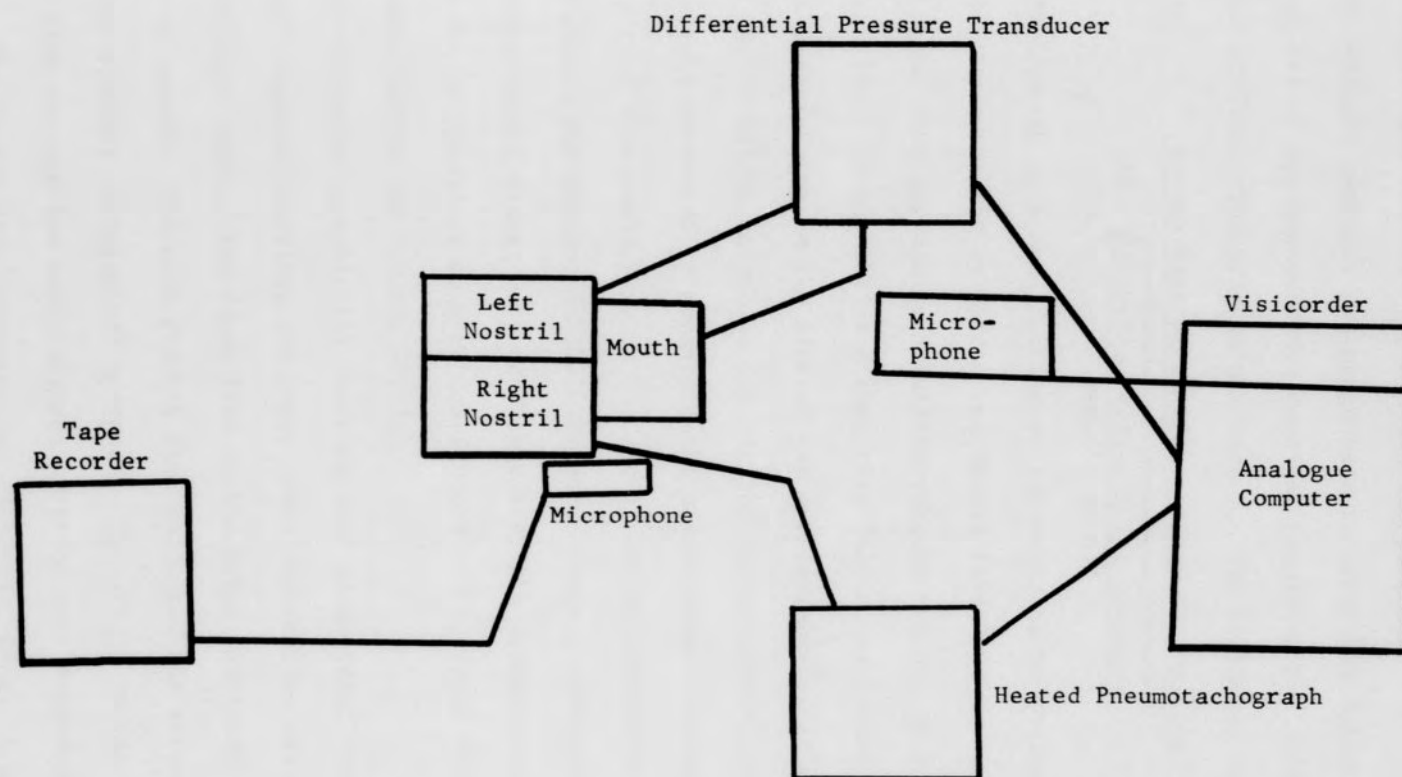 Differential Pressure Transducer
Left
Nostril
Mouth
Right
Nostril
Micro-
phone
Visicorder
Analogue
Computer
Tape
Recorder
Microphone
Heated Pneumotachograph